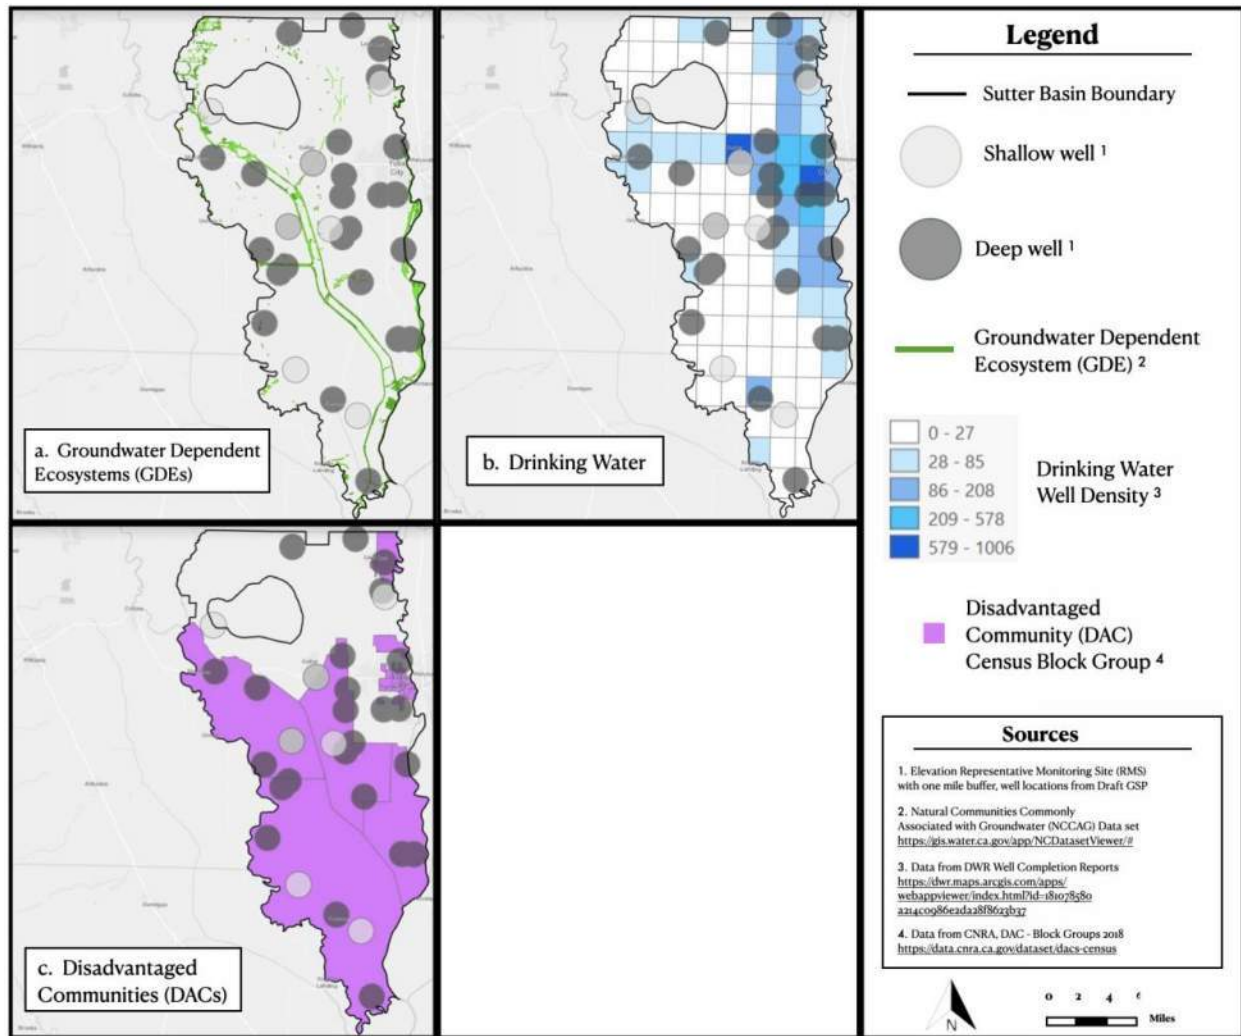 a. Groundwater Dependent
Ecosystems (GDEs)
b. Drinking Water
c. Disadvantaged
Communities (DACs)
Legend
Sutter Basin Boundary
Shallow well 1
Deep well 1
Groundwater Dependent
Ecosystem (GDE) 2
0 - 27
28 - 85
86 - 208
209 - 578
579 - 1006
Drinking Water
Well Density 3
Disadvantaged
Community (DAC)
Census Block Group 4
Sources
1. Elevation Representative Monitoring Site (RMS)
with one mile buffer, well locations from Draft GSP
2. Natural Communities Commonly
Associated with Groundwater (NCCAG) Data set
https://gis.water.ca.gov/app/NCDatasetViewer/#
3. Data from DWR Well Completion Reports
https://dwr.maps.arcgis.com/apps/
webappviewer/index.html?id=181078580
a214c0986e2da28f8623b37
4. Data from CNRA, DAC - Block Groups 2018
https://data.cnra.ca.gov/dataset/dacs-census
N
0 2 4 6
Miles